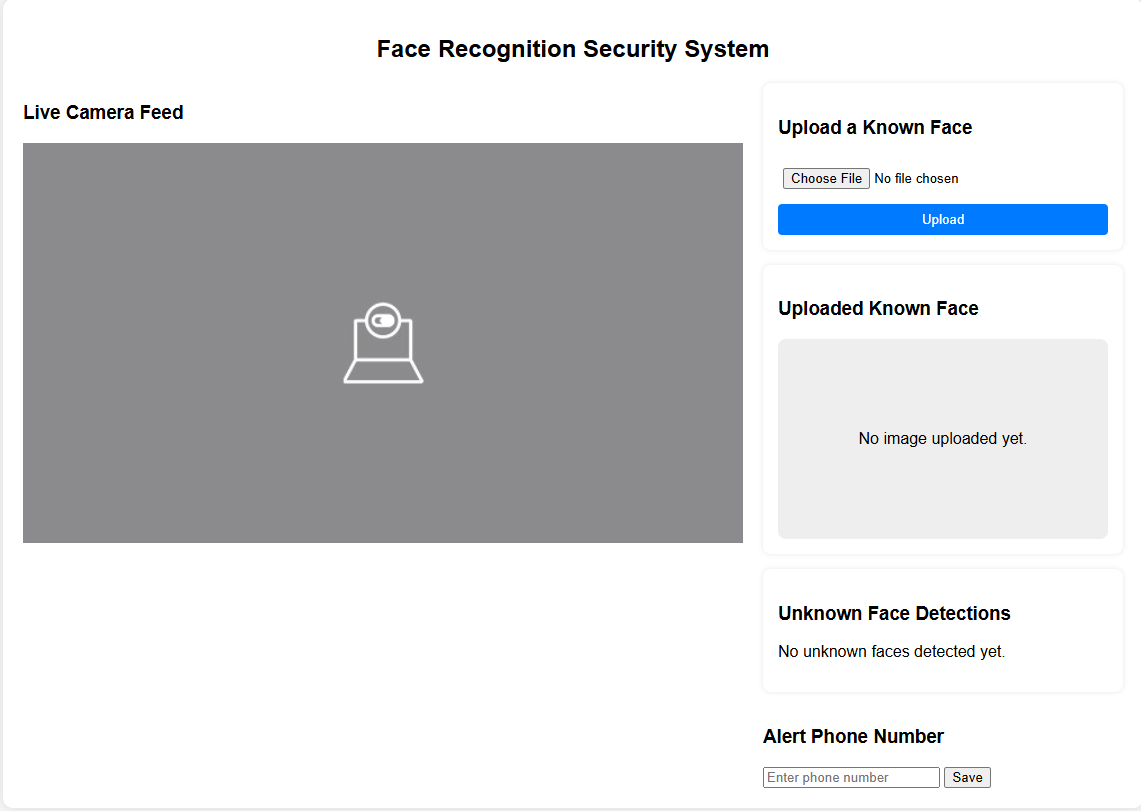 Face Recognition Security System
Live Camera Feed
Upload a Known Face
Choose File No file chosen
Upload
Uploaded Known Face
No image uploaded yet.
Unknown Face Detections
No unknown faces detected yet.
Alert Phone Number
Enter phone number Save